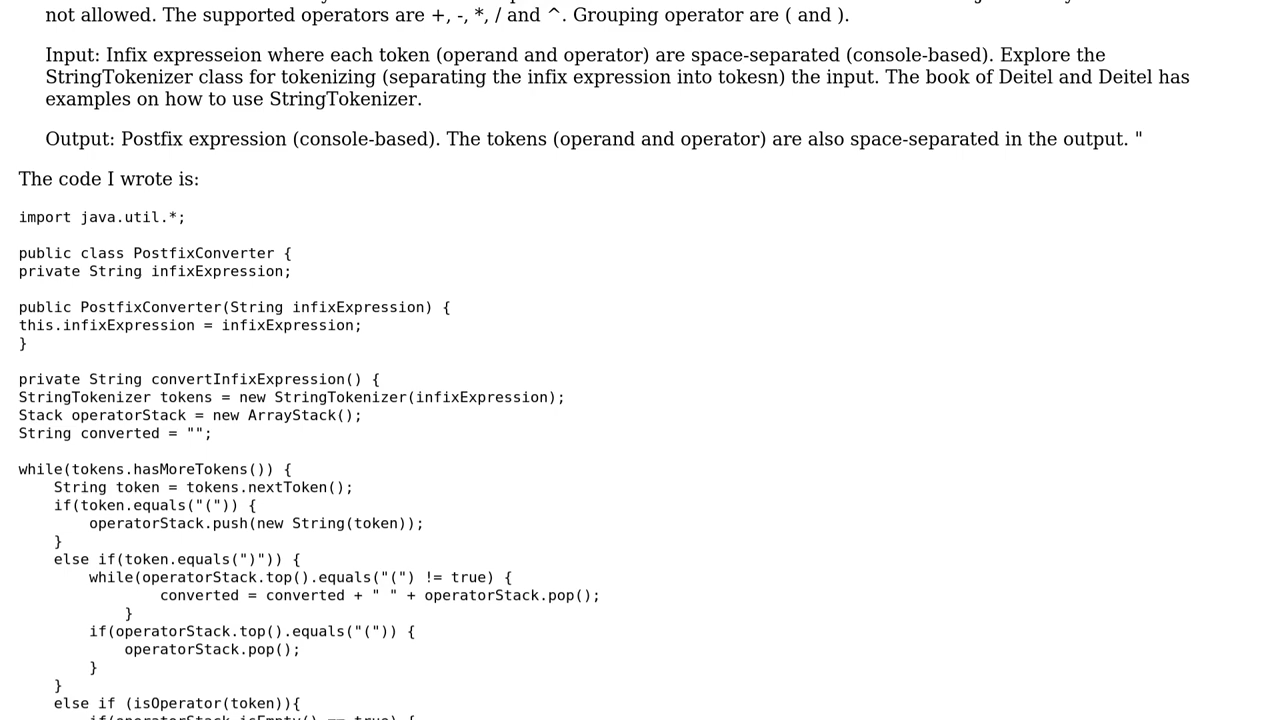 not allowed. The supported operators are +, -, *, / and ^. Grouping operator are ( and ).
Input: Infix expresseion where each token (operand and operator) are space-separated (console-based). Explore the
StringTokenizer class for tokenizing (separating the infix expression into tokesn) the input. The book of Deitel and Deitel has
examples on how to use StringTokenizer.
Output: Postfix expression (console-based). The tokens (operand and operator) are also space-separated in the output. "
The code I wrote is:
import java.util.*;
public class PostfixConverter {
private String infixExpression;
public PostfixConverter(String infixExpression) {
this.infixExpression = infixExpression;
}
private String convertInfixExpression() {
StringTokenizer tokens = new StringTokenizer(infixExpression);
Stack operatorStack = new ArrayStack();
String converted = "";
while(tokens.hasMoreTokens()) {
    String token = tokens.nextToken();
    if(token.equals("(")) {
        operatorStack.push(new String(token));
    }
    else if(token.equals(")")) {
        while(operatorStack.top().equals("(") != true) {
                converted = converted + " " + operatorStack.pop();
            }
        if(operatorStack.top().equals("(")) {
            operatorStack.pop();
        }
    }
    else if (isOperator(token)){
        if(operatorStack.isEmpty() == true) {